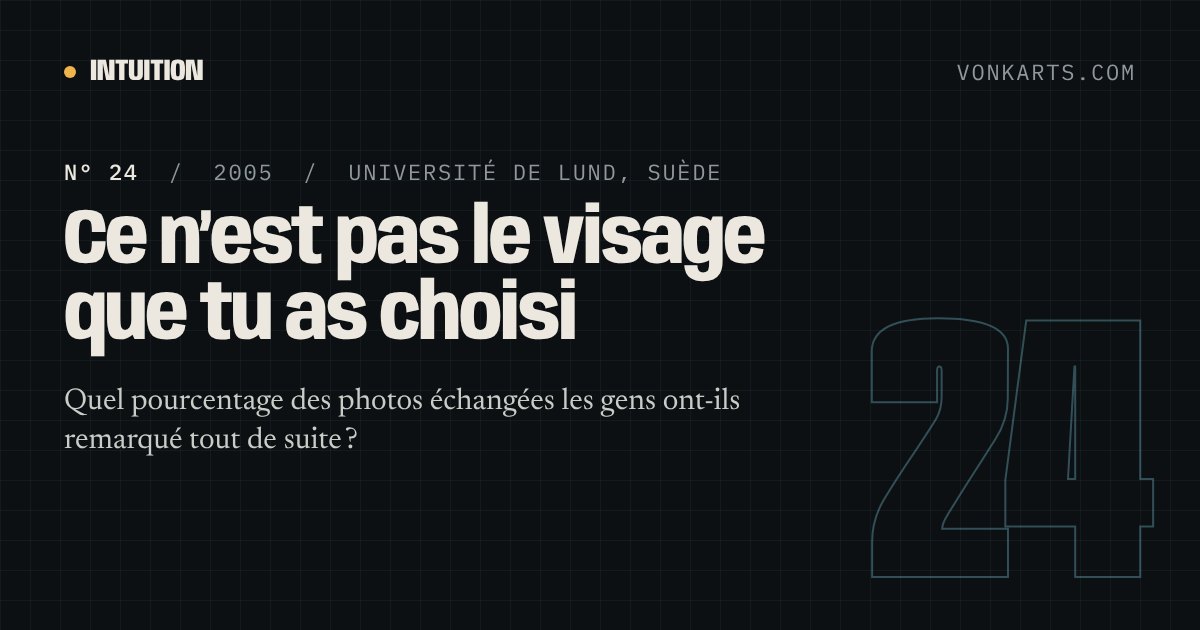 INTUITION
VONKARTS.COM
N° 24 / 2005 / UNIVERSITÉ DE LUND, SUÈDE
Ce n’est pas le visage
que tu as choisi
Quel pourcentage des photos échangées les gens ont-ils
remarqué tout de suite ?
24